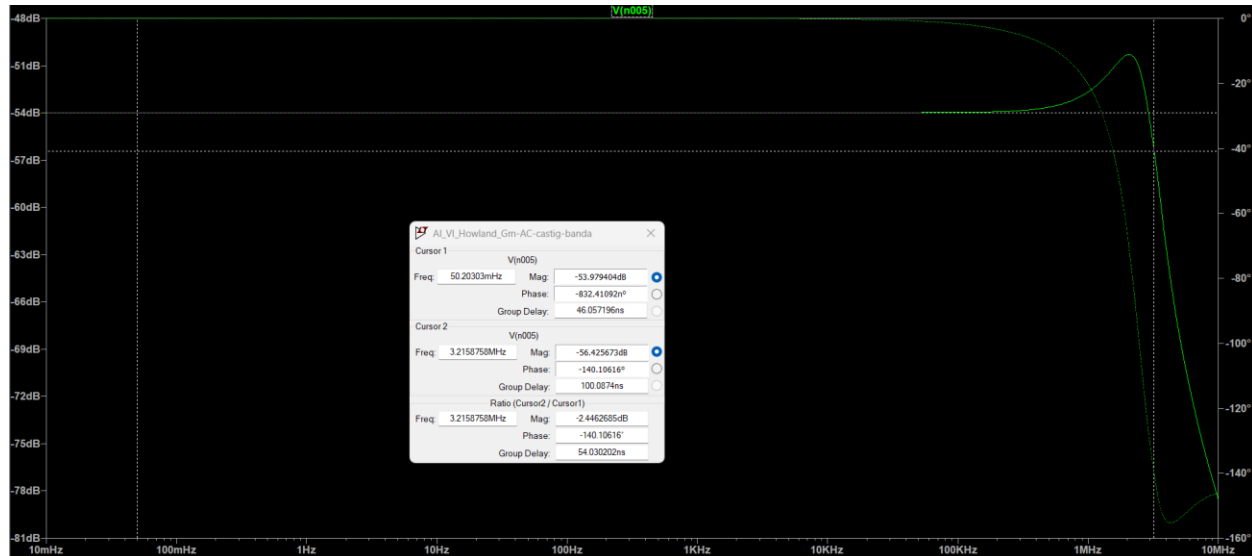 V(n005)
-48dB
-51dB
-54dB
-57dB
-60dB
-63dB
-66dB
-69dB
-72dB
-75dB
-78dB
-81dB
0°
-20°
-40°
-60°
-80°
-100°
-120°
-140°
-160°
AI_VI_Howland_Gm-AC-castig-banda
Cursor 1
V(n005)
Freq: 50.20303mHz Mag: -53.979404dB
Phase: -832.41092n°
Group Delay: 46.057196ns
Cursor 2
V(n005)
Freq: 3.2158758MHz Mag: -56.425673dB
Phase: -140.10616°
Group Delay: 100.0874ns
Ratio (Cursor2 / Cursor1)
Freq: 3.2158758MHz Mag: -2.4462685dB
Phase: -140.10616°
Group Delay: 54.030202ns
10mHz 100mHz 1Hz 10Hz 100Hz 1KHz 10KHz 100KHz 1MHz 10MHz